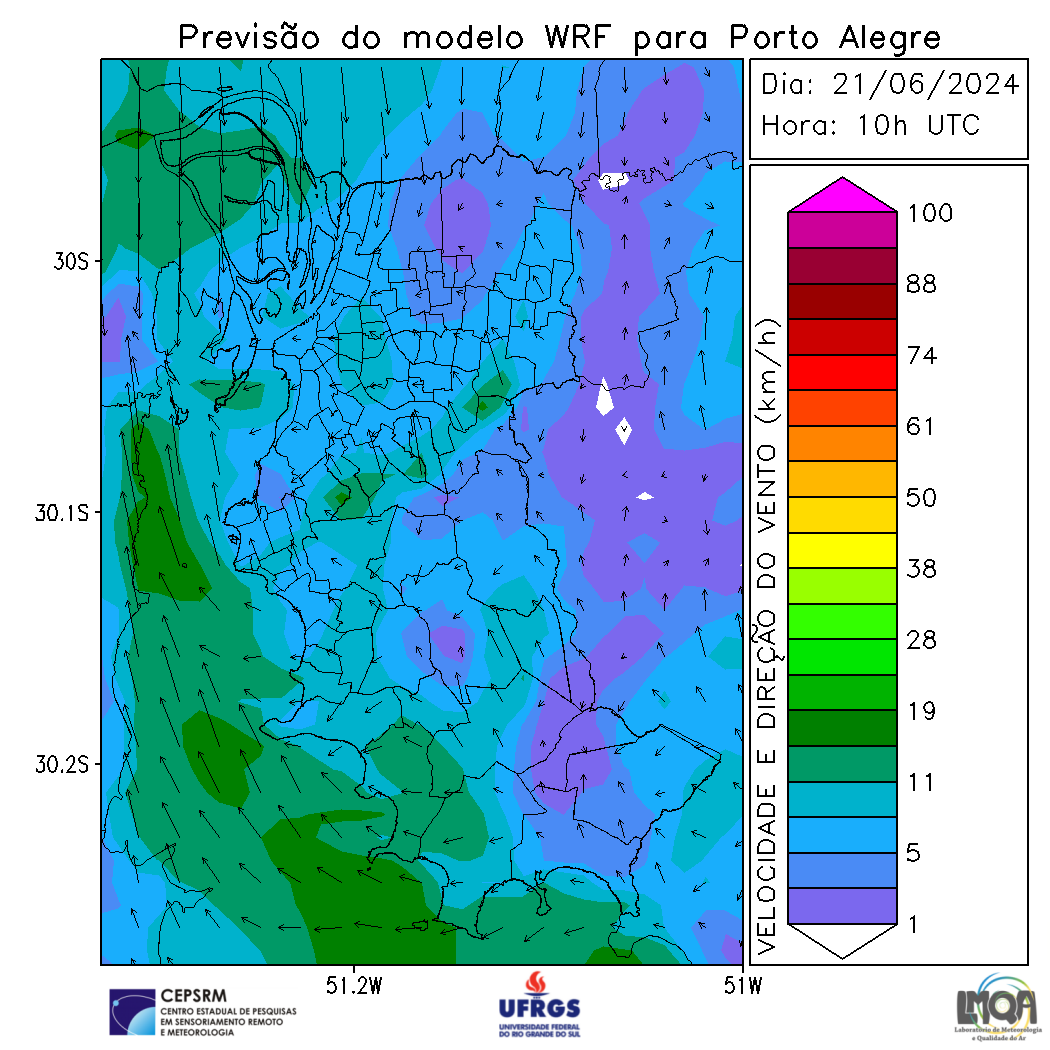 Previsão do modelo WRF para Porto Alegre
Dia: 21/06/2024
Hora: 10h UTC
30S
30.1S
30.2S
51.2W
51W
VELOCIDADE E DIREÇÃO DO VENTO (km/h)
100
88
74
61
50
38
28
19
11
5
1
CEPSRM
CENTRO ESTADUAL DE PESQUISAS
EM SENSORIAMENTO REMOTO
E METEOROLOGIA
UFRGS
UNIVERSIDADE FEDERAL
DO RIO GRANDE DO SUL
LMQA
Laboratório de Meteorologia
e Qualidade do Ar